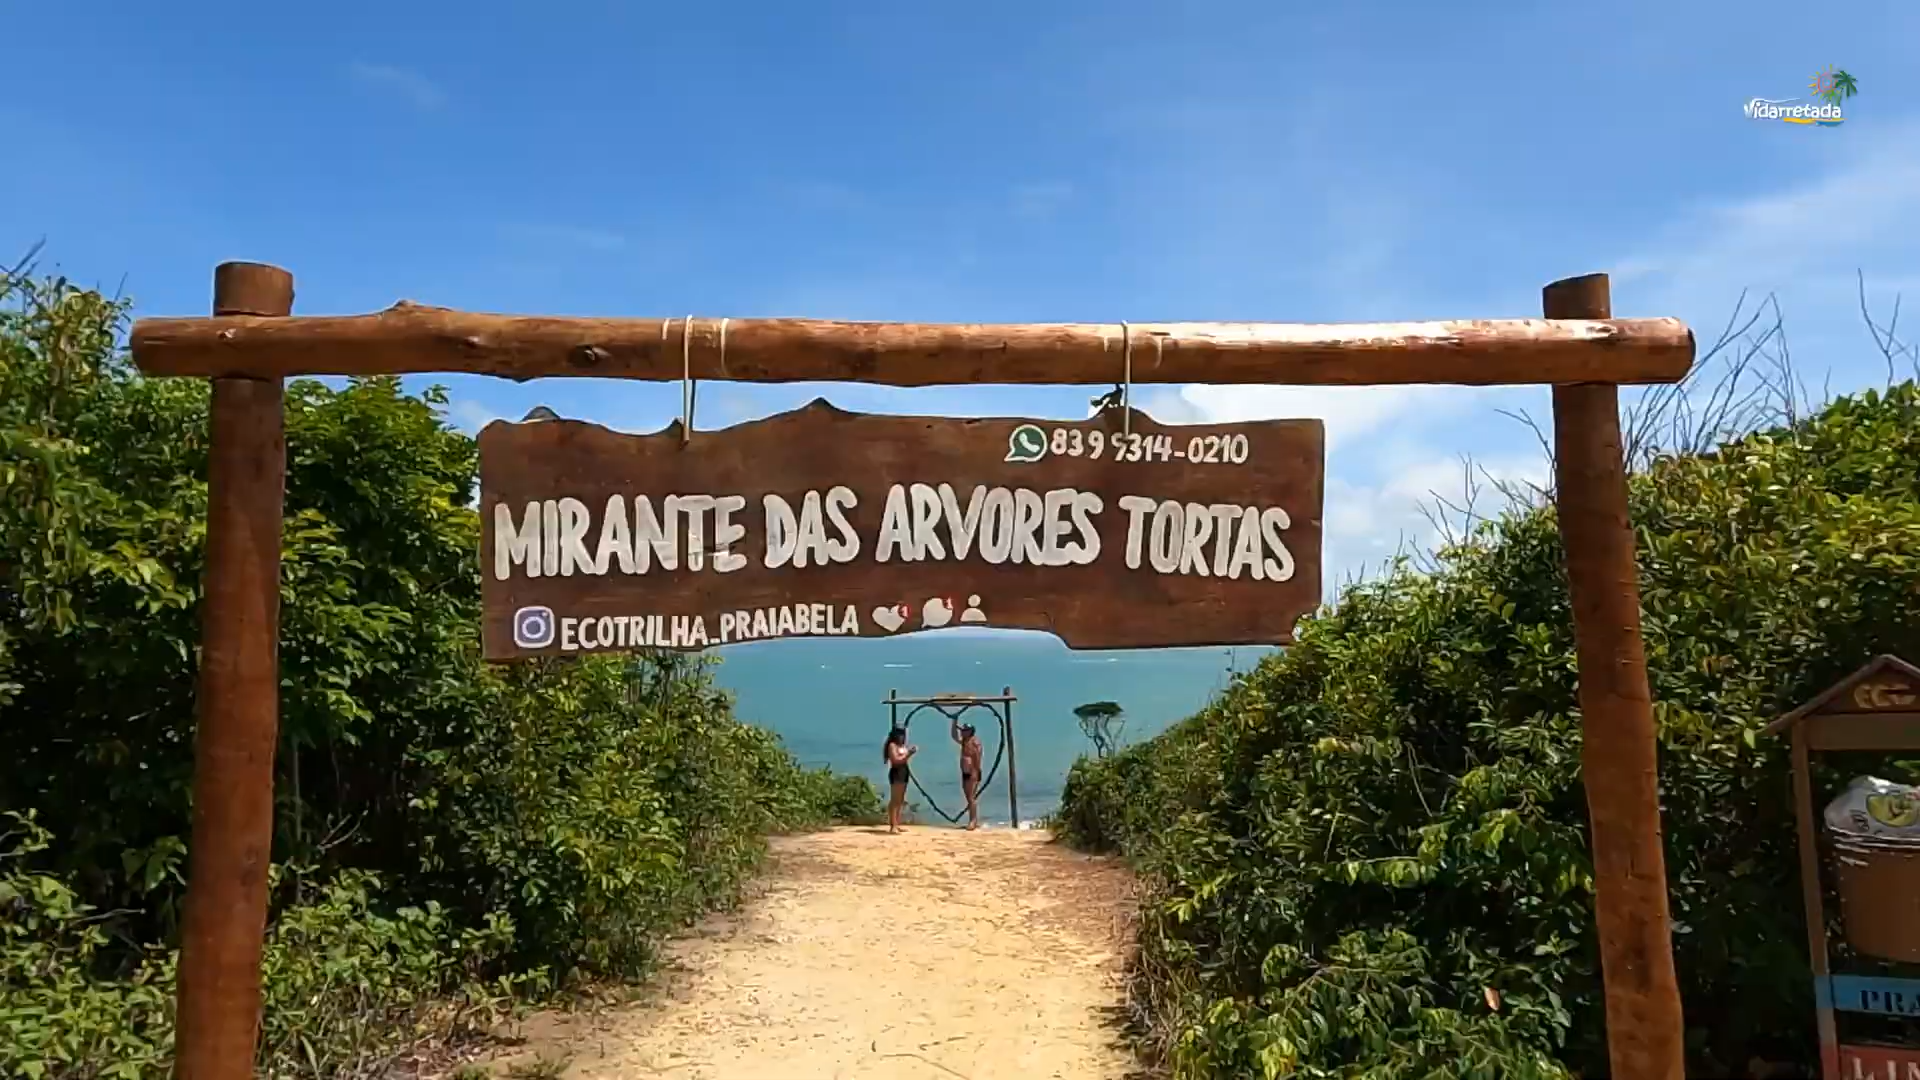 Vidarretada
83 9 9314-0210
MIRANTE DAS ARVORES TORTAS
ECOTRILHA_PRAIABELA